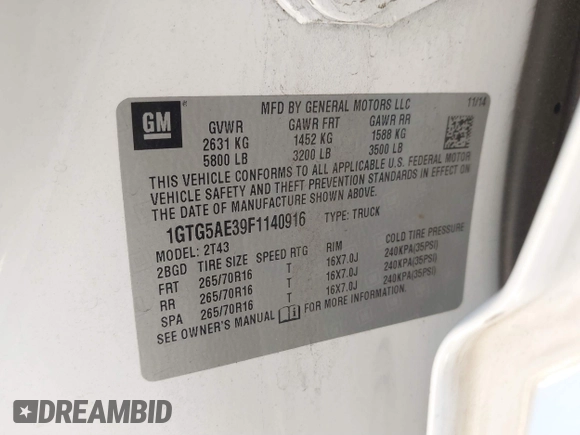 GM
MFD BY GENERAL MOTORS LLC 11/14
GVWR GAWR FRT GAWR RR
2631 KG 1452 KG 1588 KG
5800 LB 3200 LB 3500 LB
THIS VEHICLE CONFORMS TO ALL APPLICABLE U.S. FEDERAL MOTOR
VEHICLE SAFETY AND THEFT PREVENTION STANDARDS IN EFFECT ON
THE DATE OF MANUFACTURE SHOWN ABOVE.
1GTG5AE39F1140916 TYPE: TRUCK
MODEL: 2T43
2BGD TIRE SIZE SPEED RTG RIM COLD TIRE PRESSURE
FRT 265/70R16 T 16X7.0J 240KPA(35PSI)
RR 265/70R16 T 16X7.0J 240KPA(35PSI)
SPA 265/70R16 T 16X7.0J 240KPA(35PSI)
SEE OWNER'S MANUAL FOR MORE INFORMATION.
DREAMBID